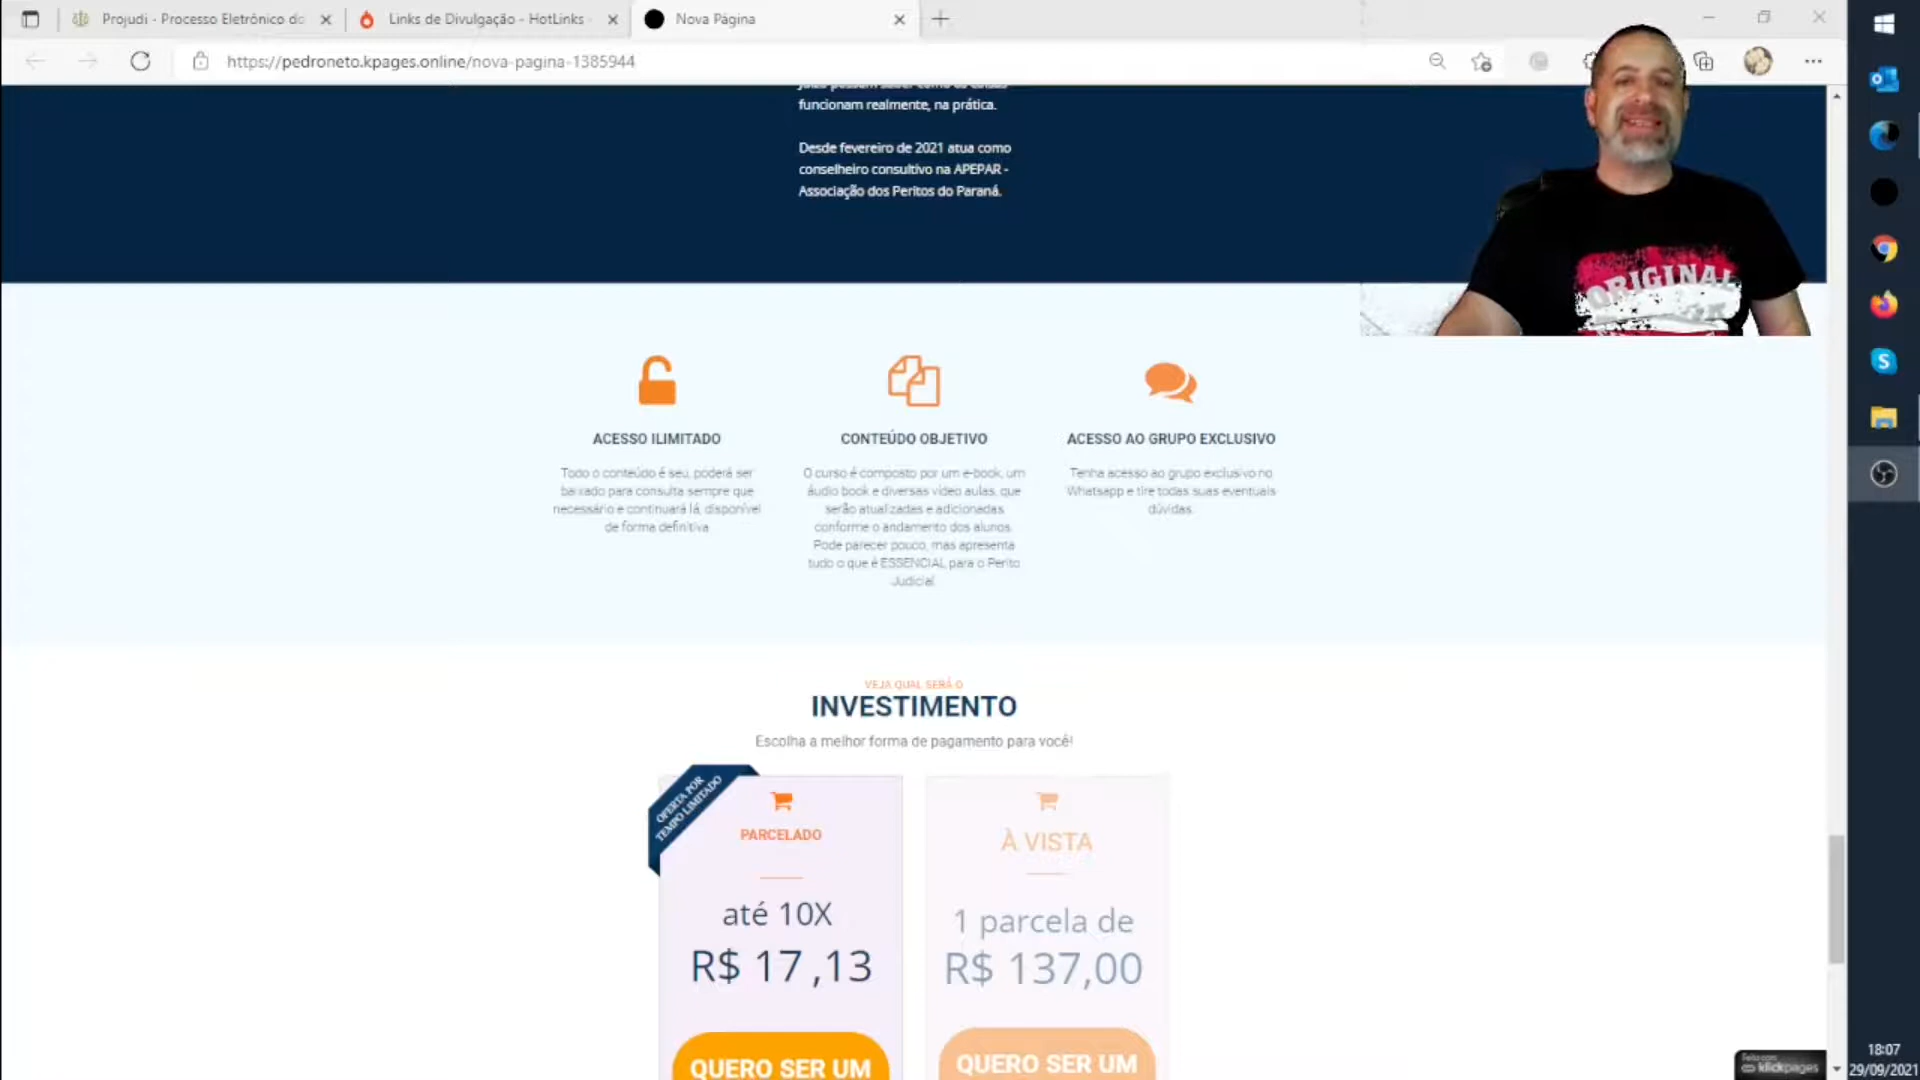 Projudi - Processo Eletrônico do
Links de Divulgação - HotLinks -
Nova Página
https://pedroneto.kpages.online/nova-pagina-1385944
funcionam realmente, na prática.
Desde fevereiro de 2021 atua como
conselheiro consultivo na APEPAR -
Associação dos Peritos do Paraná.
ORIGINAL
ACESSO ILIMITADO
Todo o conteúdo é seu, poderá ser
baixado para consulta sempre que
necessário e continuará lá, disponível
de forma definitiva
CONTEÚDO OBJETIVO
O curso é composto por um e-book, um
áudio book e diversas vídeo aulas, que
serão atualizadas e adicionadas
conforme o andamento dos alunos.
Pode parecer pouco, mas apresenta
tudo o que é ESSENCIAL para o Perito
Judicial
ACESSO AO GRUPO EXCLUSIVO
Tenha acesso ao grupo exclusivo no
Whatsapp e tire todas suas eventuais
dúvidas.
VEJA QUAL SERÁ O
INVESTIMENTO
Escolha a melhor forma de pagamento para você!
OFERTA POR
TEMPO LIMITADO
PARCELADO
até 10X
R$ 17 ,13
QUERO SER UM
À VISTA
1 parcela de
R$ 137,00
QUERO SER UM
Feito com
klickpages
18:07
29/09/2021